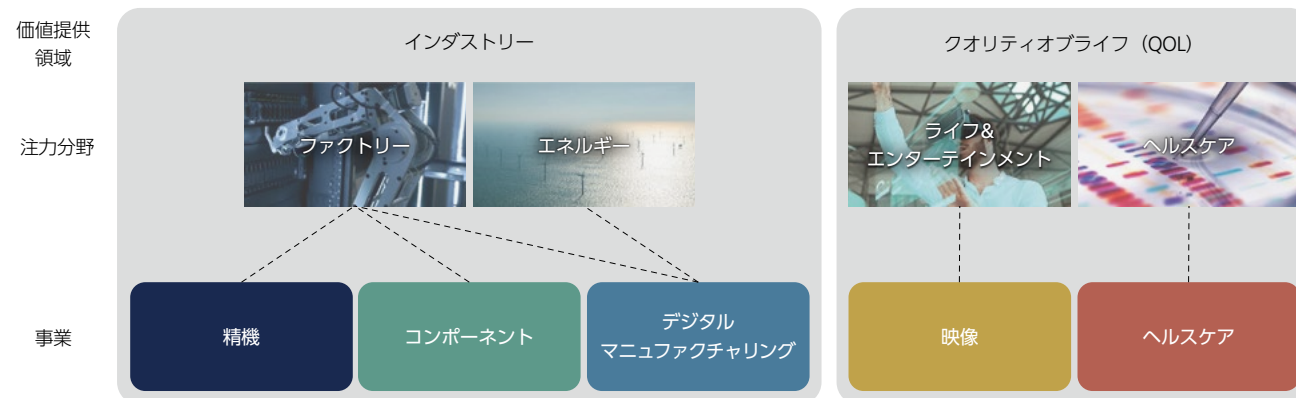 価値提供
領域
インダストリー
クオリティオブライフ（QOL）
注力分野
ファクトリー
エネルギー
ライフ&
エンターテインメント
ヘルスケア
事業
精機
コンポーネント
デジタル
マニュファクチャリング
映像
ヘルスケア